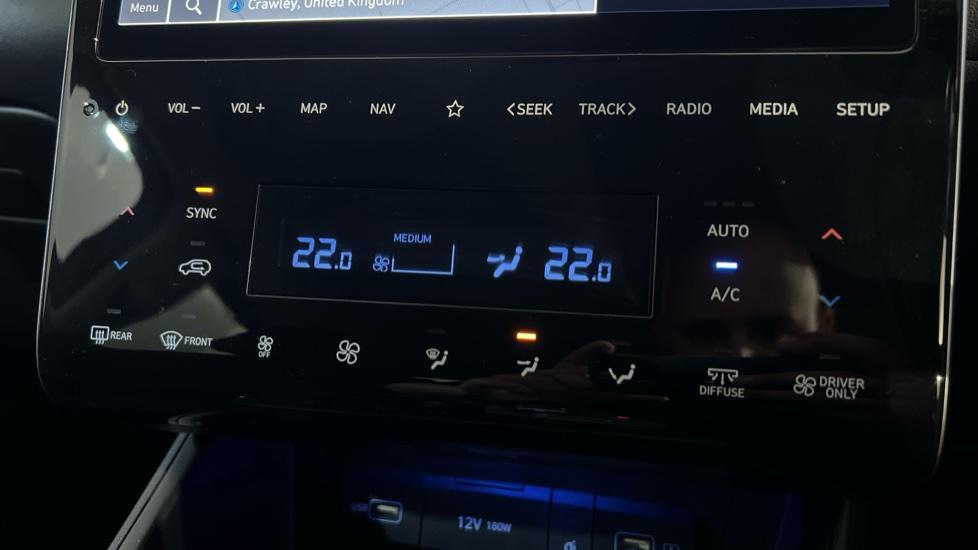 Menu Crawley, United Kingdom
VOL− VOL+ MAP NAV <SEEK TRACK> RADIO MEDIA SETUP
SYNC
AUTO
22.0 MEDIUM 22.0
A/C
REAR FRONT OFF
DIFFUSE DRIVER ONLY
USB 12V 180W